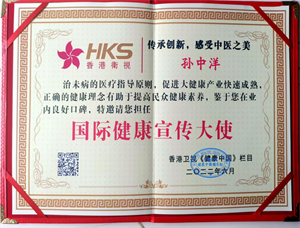 HKS
香港衛視
传承创新，感受中医之美
孙中洋
治未病的医疗指导原则，促进大健康产业快速成熟，
正确的健康理念有助于提高民众健康素养，鉴于您在业
内良好口碑，特邀请您担任
国际健康宣传大使
香港卫视《健康中国》栏目
二〇二二年六月